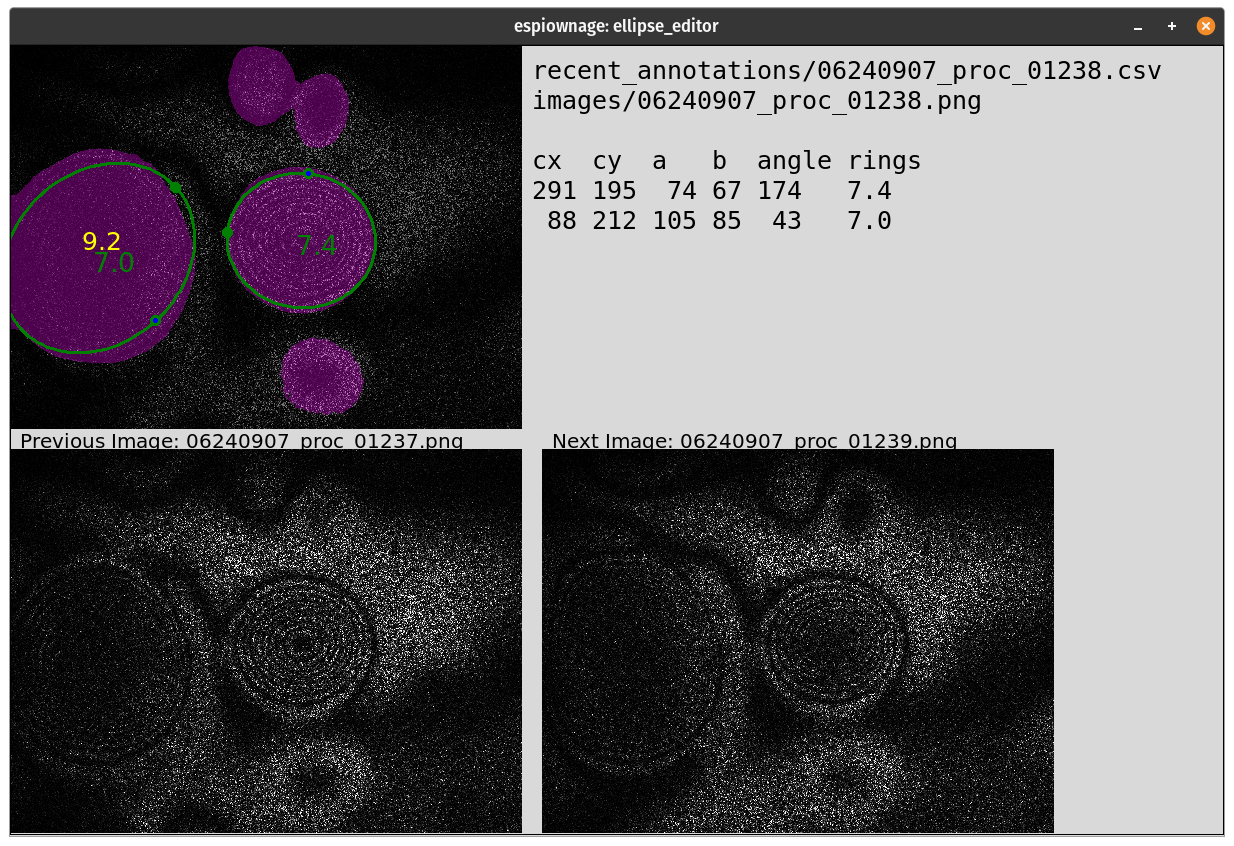 espiownage: ellipse_editor
recent_annotations/06240907_proc_01238.csv
images/06240907_proc_01238.png
cx cy a b angle rings
291 195 74 67 174 7.4
88 212 105 85 43 7.0
9.2
7.0
7.4
Previous Image: 06240907_proc_01237.png
Next Image: 06240907_proc_01239.png